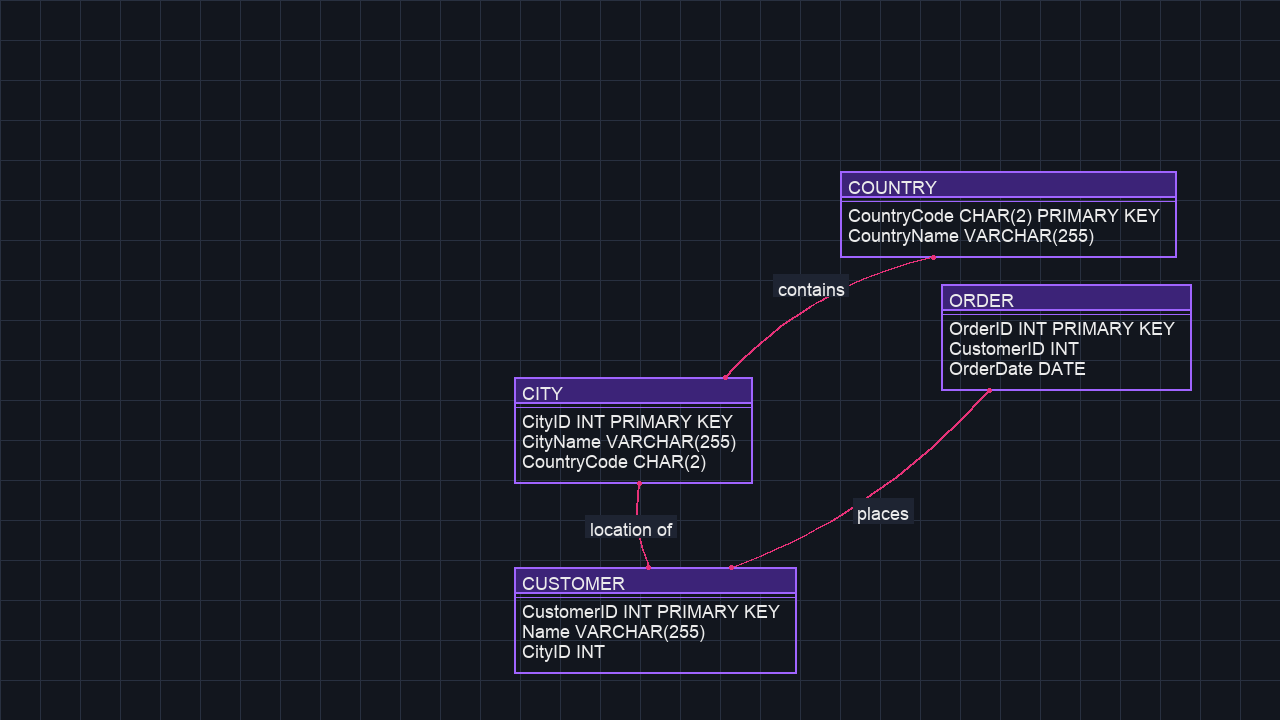 COUNTRY
CountryCode CHAR(2) PRIMARY KEY
CountryName VARCHAR(255)
contains
ORDER
OrderID INT PRIMARY KEY
CustomerID INT
OrderDate DATE
CITY
CityID INT PRIMARY KEY
CityName VARCHAR(255)
CountryCode CHAR(2)
places
location of
CUSTOMER
CustomerID INT PRIMARY KEY
Name VARCHAR(255)
CityID INT